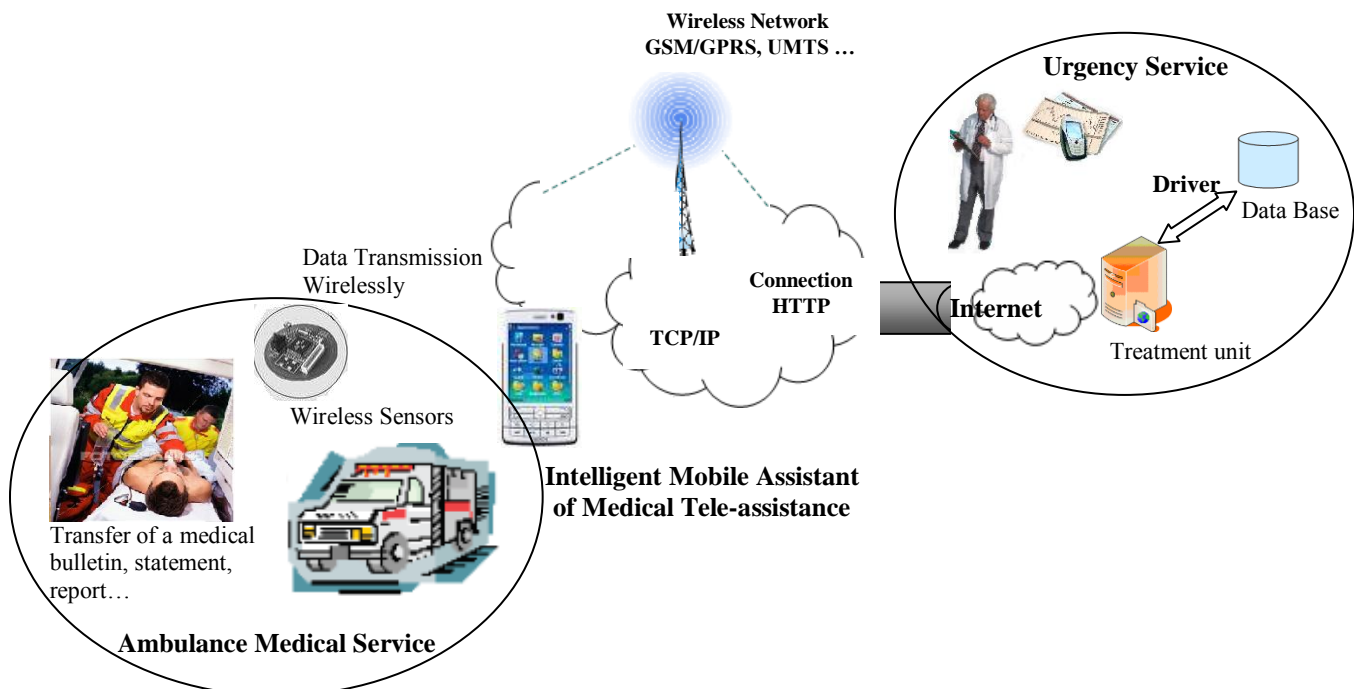 Wireless Network
GSM/GPRS, UMTS …
Urgency Service
Driver
Data Base
Data Transmission
Wirelessly
Connection
HTTP
Internet
TCP/IP
Treatment unit
Wireless Sensors
Intelligent Mobile Assistant
of Medical Tele-assistance
Transfer of a medical
bulletin, statement,
report…
Ambulance Medical Service